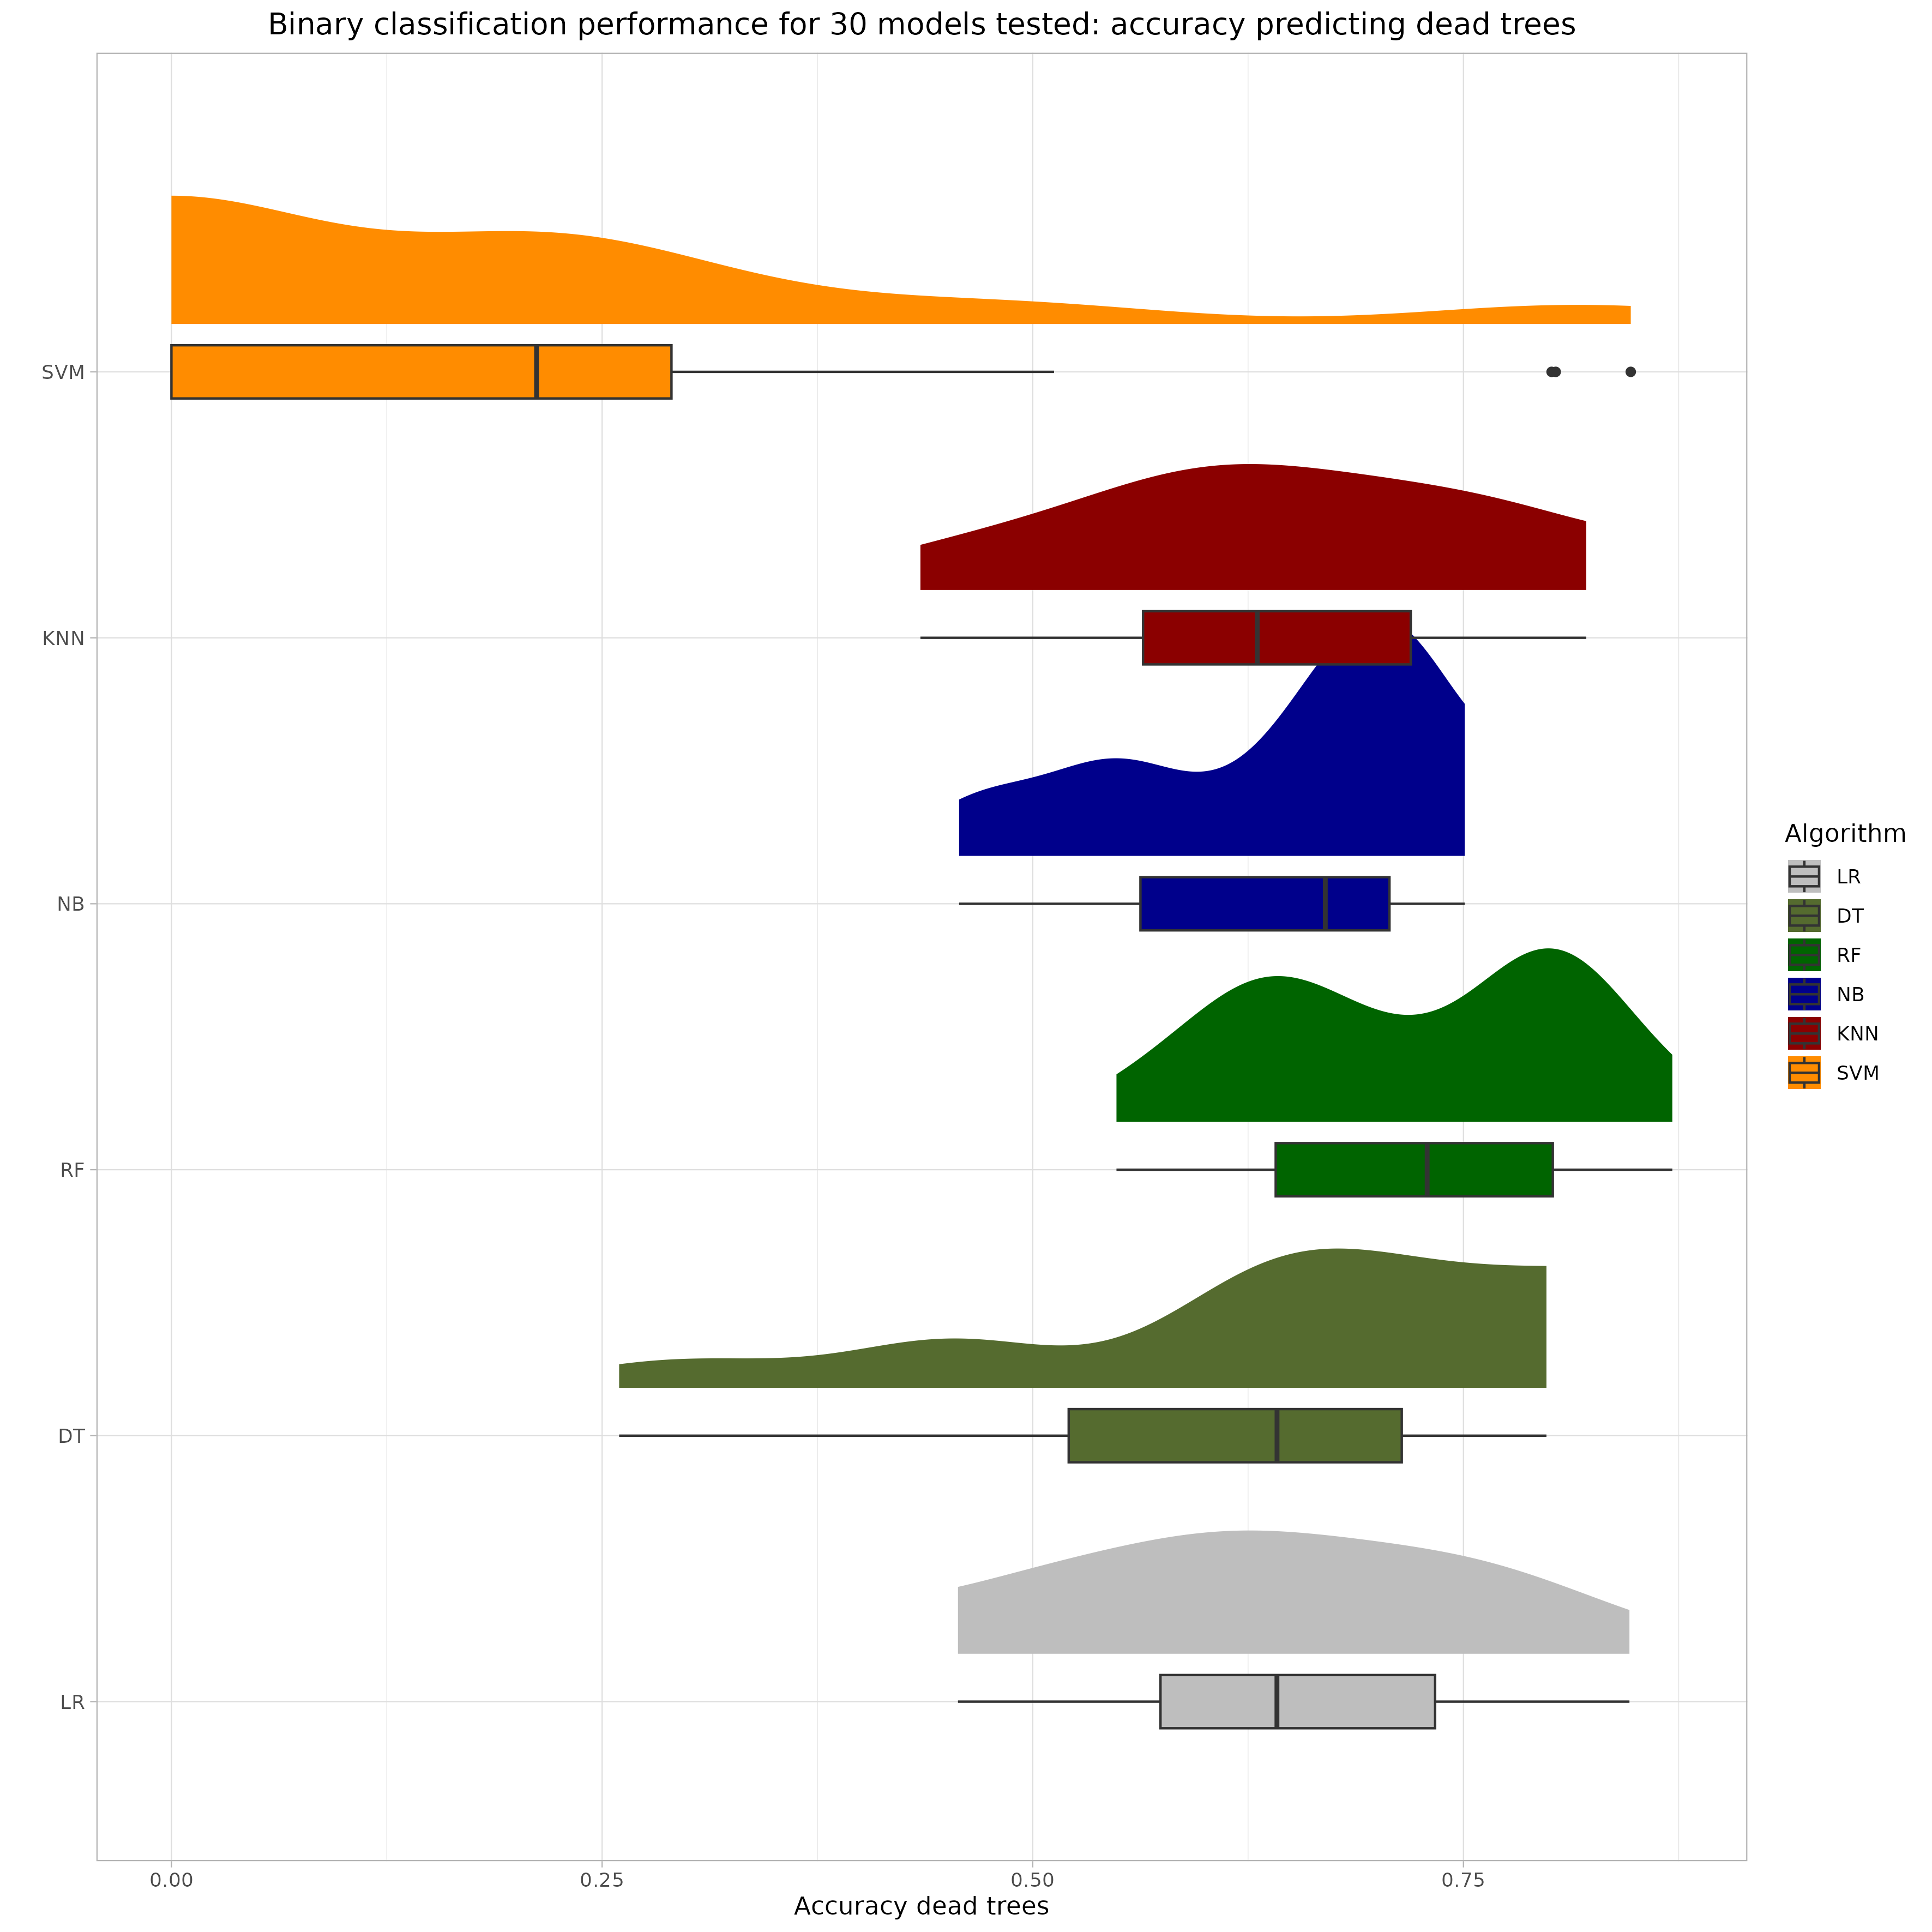 Binary classification performance for 30 models tested: accuracy predicting dead trees
SVM
KNN
NB
RF
DT
LR
0.00
0.25
0.50
0.75
Accuracy dead trees
Algorithm
LR
DT
RF
NB
KNN
SVM